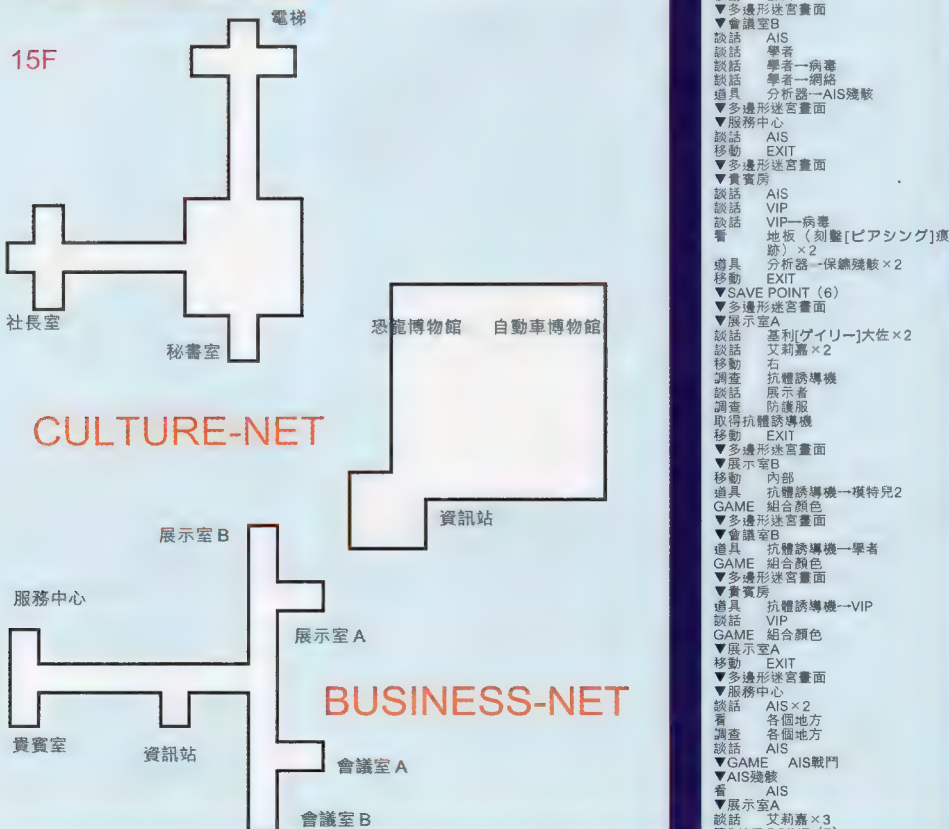 電梯
15F
社長室
秘書室
恐龍博物館 自動車博物館
CULTURE-NET
資訊站
展示室B
服務中心
展示室A
BUSINESS-NET
貴賓室
資訊站
會議室A
會議室B
▼多邊形迷宮畫面
▼會議室B
談話 AIS
談話 學者
談話 學者→病毒
談話 學者→網絡
道具 分析器→AIS殘骸
▼多邊形迷宮畫面
▼服務中心
談話 AIS
移動 EXIT
▼多邊形迷宮畫面
▼貴賓房
談話 AIS
談話 VIP
談話 VIP→病毒
看 地板(刻鑿[ピアシング]痕
跡)×2
道具 分析器→保鑣殘骸×2
移動 EXIT
▼SAVE POINT(6)
▼多邊形迷宮畫面
▼展示室A
談話 基利[ゲイリー]大佐×2
談話 艾莉嘉×2
移動 右
調查 抗體誘導機
談話 展示者
調查 防護服
取得抗體誘導機
移動 EXIT
▼多邊形迷宮畫面
▼展示室B
移動 內部
道具 抗體誘導機→模特兒2
GAME 組合顏色
▼多邊形迷宮畫面
▼會議室B
道具 抗體誘導機→學者
GAME 組合顏色
▼多邊形迷宮畫面
▼貴賓房
道具 抗體誘導機→VIP
談話 VIP
GAME 組合顏色
▼展示室A
移動 EXIT
▼多邊形迷宮畫面
▼服務中心
談話 AIS×2
看 各個地方
調查 各個地方
談話 AIS
▼GAME AIS戰鬥
▼AIS殘骸
看 AIS
▼展示室A
談話 艾莉嘉×3